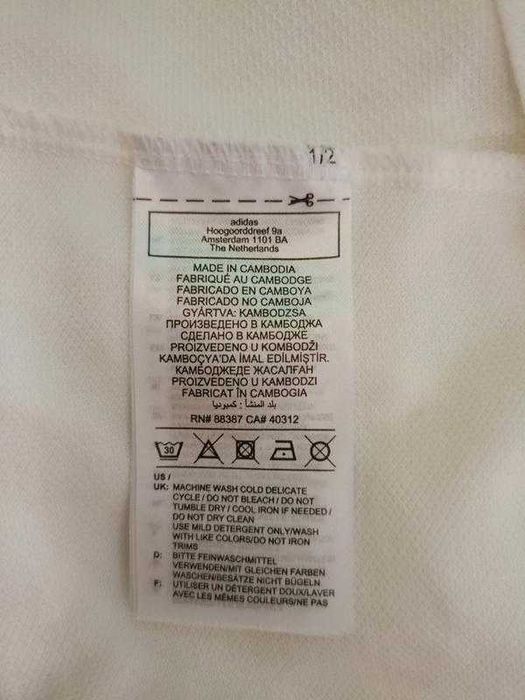 1/2
adidas
Hoogoorddreef 9a
Amsterdam 1101 BA
The Netherlands
MADE IN CAMBODIA
FABRIQUÉ AU CAMBODGE
FABRICADO EN CAMBOYA
FABRICADO NO CAMBOJA
GYÁRTVA: KAMBODZSA
ПРОИЗВЕДЕНО В КАМБОДЖА
СДЕЛАНО В КАМБОДЖЕ
PROIZVEDENO U KOMBODŽI
KAMBOÇYA'DA İMAL EDİLMİŞTİR.
КАМБОДЖЕДЕ ЖАСАЛҒАН
PROIZVEDENO U KAMBODZI
FABRICAT ÎN CAMBOGIA
بلد المنشأ : كمبوديا
RN# 88387 CA# 40312
30
US /
UK: MACHINE WASH COLD DELICATE
CYCLE / DO NOT BLEACH / DO NOT
TUMBLE DRY / COOL IRON IF NEEDED /
DO NOT DRY CLEAN
USE MILD DETERGENT ONLY/WASH
WITH LIKE COLORS/DO NOT IRON
TRIMS
D: BITTE FEINWASCHMITTEL
VERWENDEN/MIT GLEICHEN FARBEN
WASCHEN/BESÄTZE NICHT BÜGELN
F: UTILISER UN DÉTERGENT DOUX/LAVER
AVEC LES MÊMES COULEURS/NE PAS